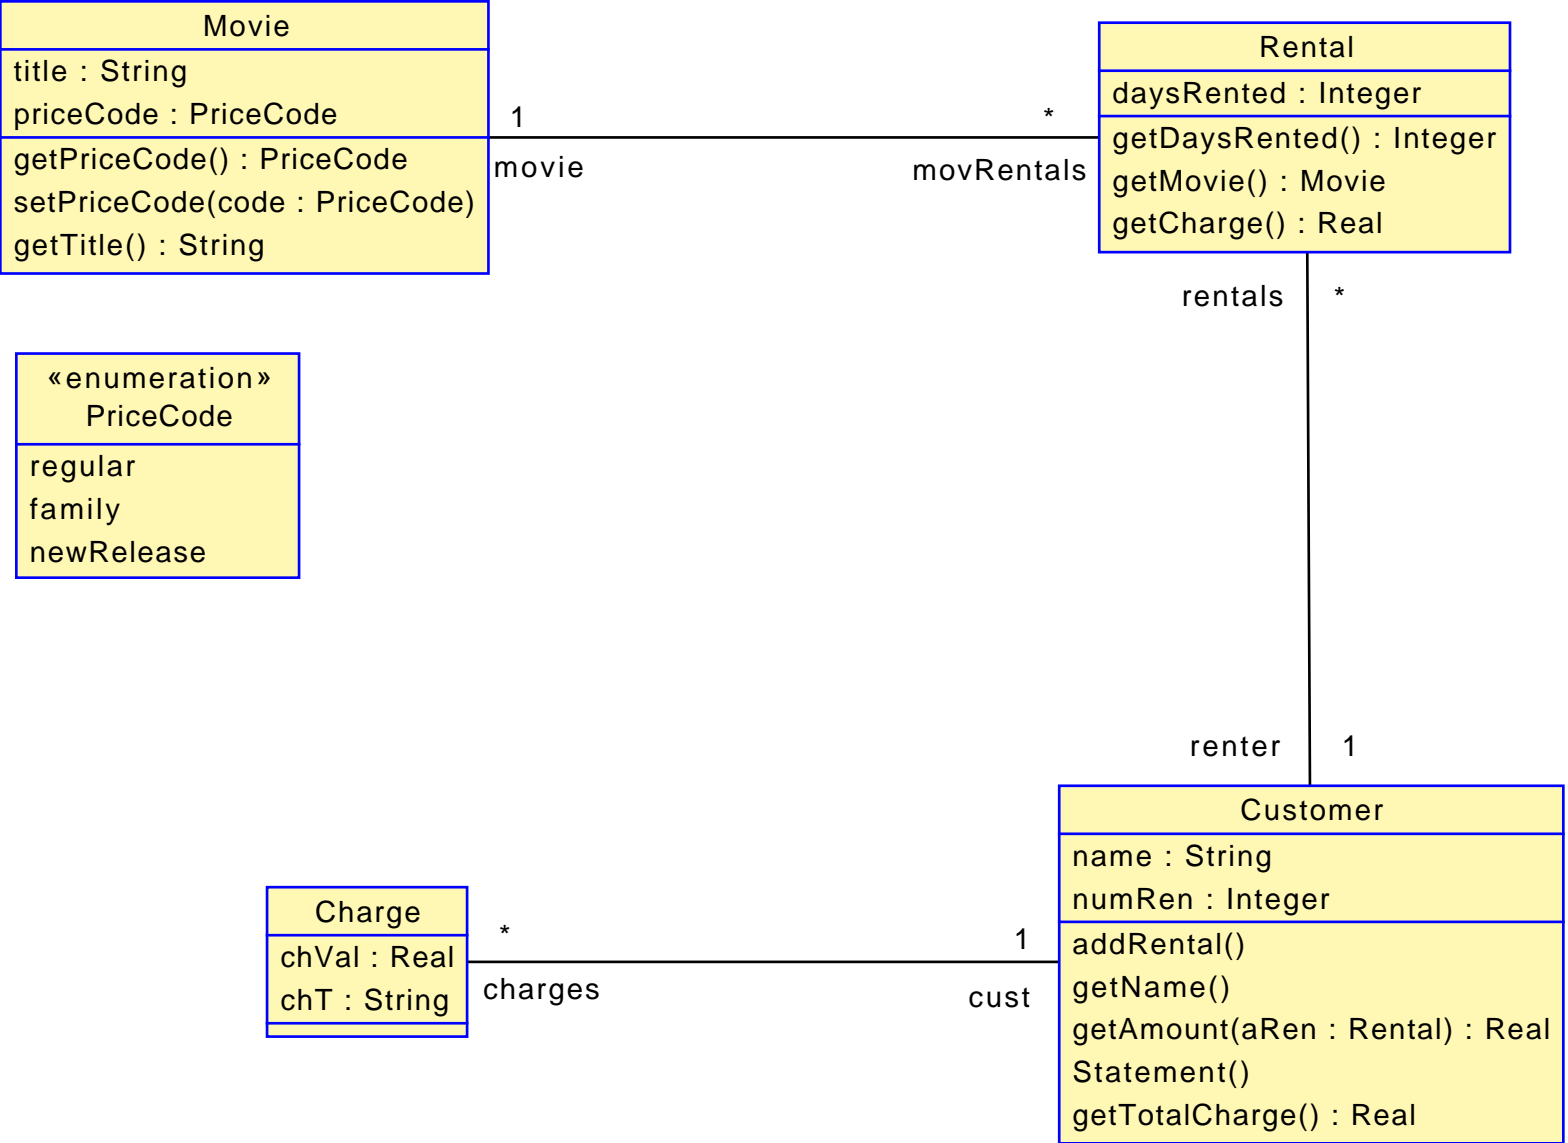 Movie
title : String
priceCode : PriceCode
getPriceCode() : PriceCode
setPriceCode(code : PriceCode)
getTitle() : String
1
movie
*
movRentals
Rental
daysRented : Integer
getDaysRented() : Integer
getMovie() : Movie
getCharge() : Real
rentals *
«enumeration»
PriceCode
regular
family
newRelease
renter 1
Customer
name : String
numRen : Integer
addRental()
getName()
getAmount(aRen : Rental) : Real
Statement()
getTotalCharge() : Real
Charge
chVal : Real
chT : String
*
charges
1
cust